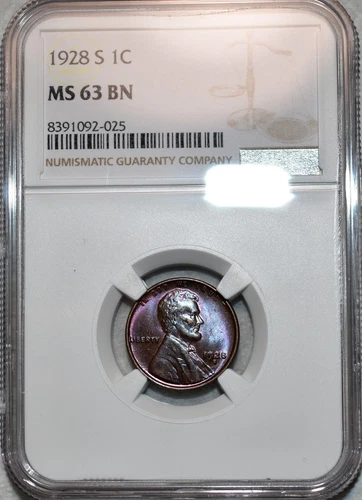 1928 S 1C
MS 63 BN
8391092-025
NUMISMATIC GUARANTY COMPANY
LIBERTY
1928
S